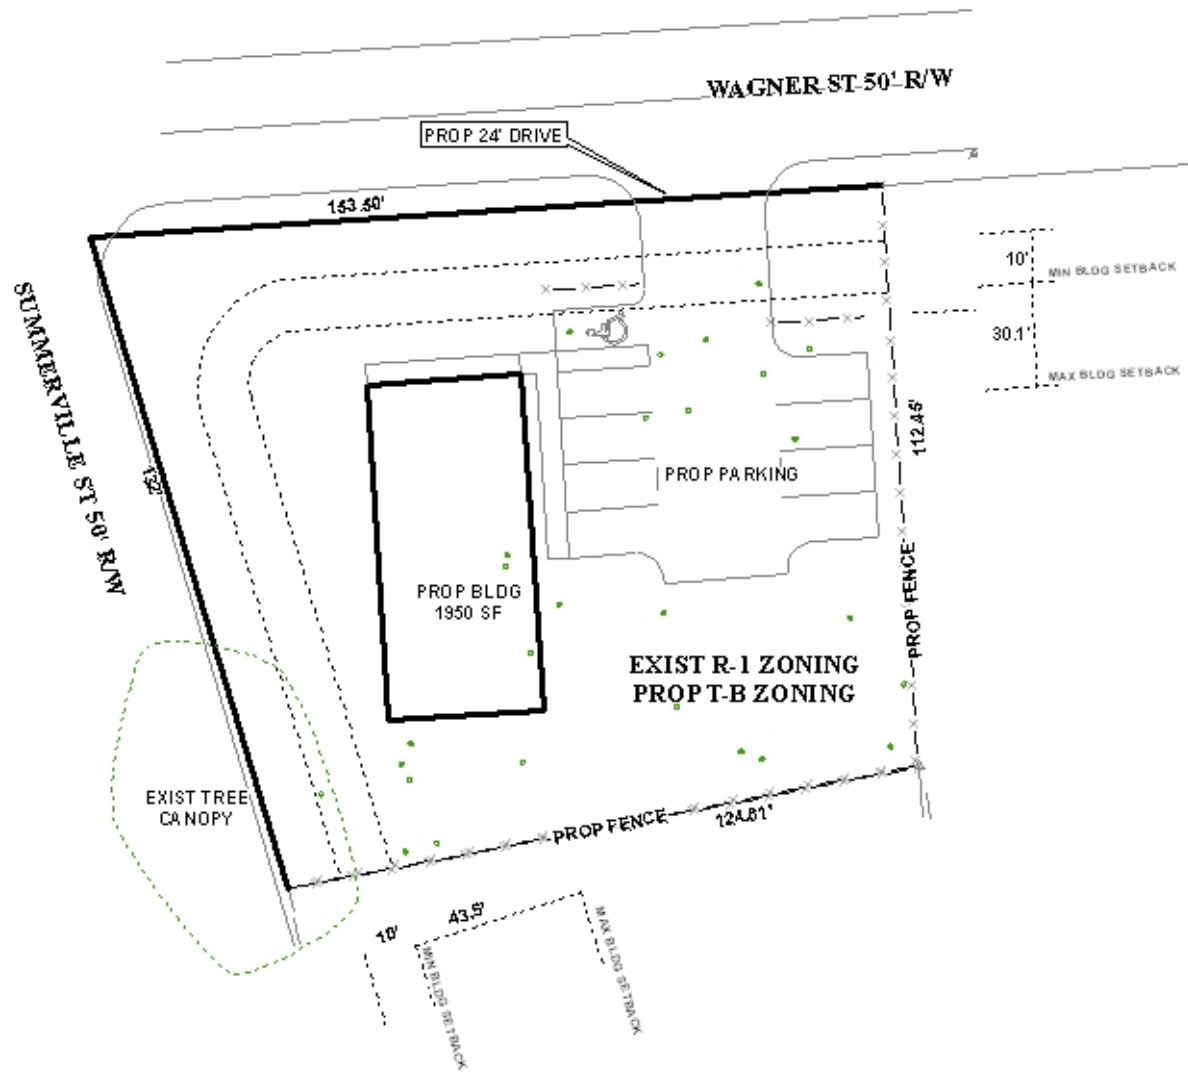 WAGNER ST 50' R/W
PROP 24' DRIVE
153.50'
10'
MIN BLDG SETBACK
30.1'
MAX BLDG SETBACK
SUMMERVILLE ST 50' R/W
112.45'
PROP PARKING
PROP BLDG
1950 SF
PROP FENCE
EXIST R-1 ZONING
PROP T-B ZONING
EXIST TREE
CANOPY
PROP FENCE
124.61'
43.5'
10'
MIN BLDG SETBACK
MAX BLDG SETBACK